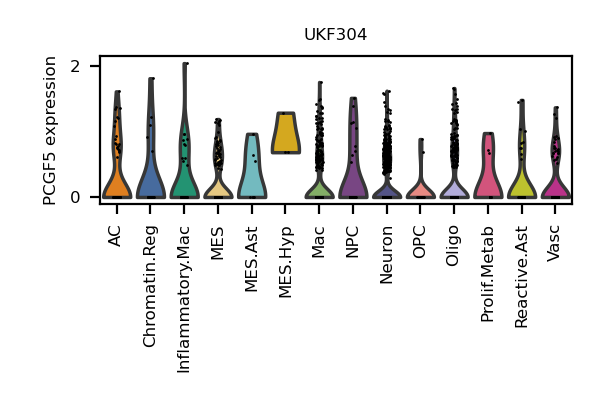 UKF304
PCGF5 expression
2
0
AC
Chromatin.Reg
Inflammatory.Mac
MES
MES.Ast
MES.Hyp
Mac
NPC
Neuron
OPC
Oligo
Prolif.Metab
Reactive.Ast
Vasc